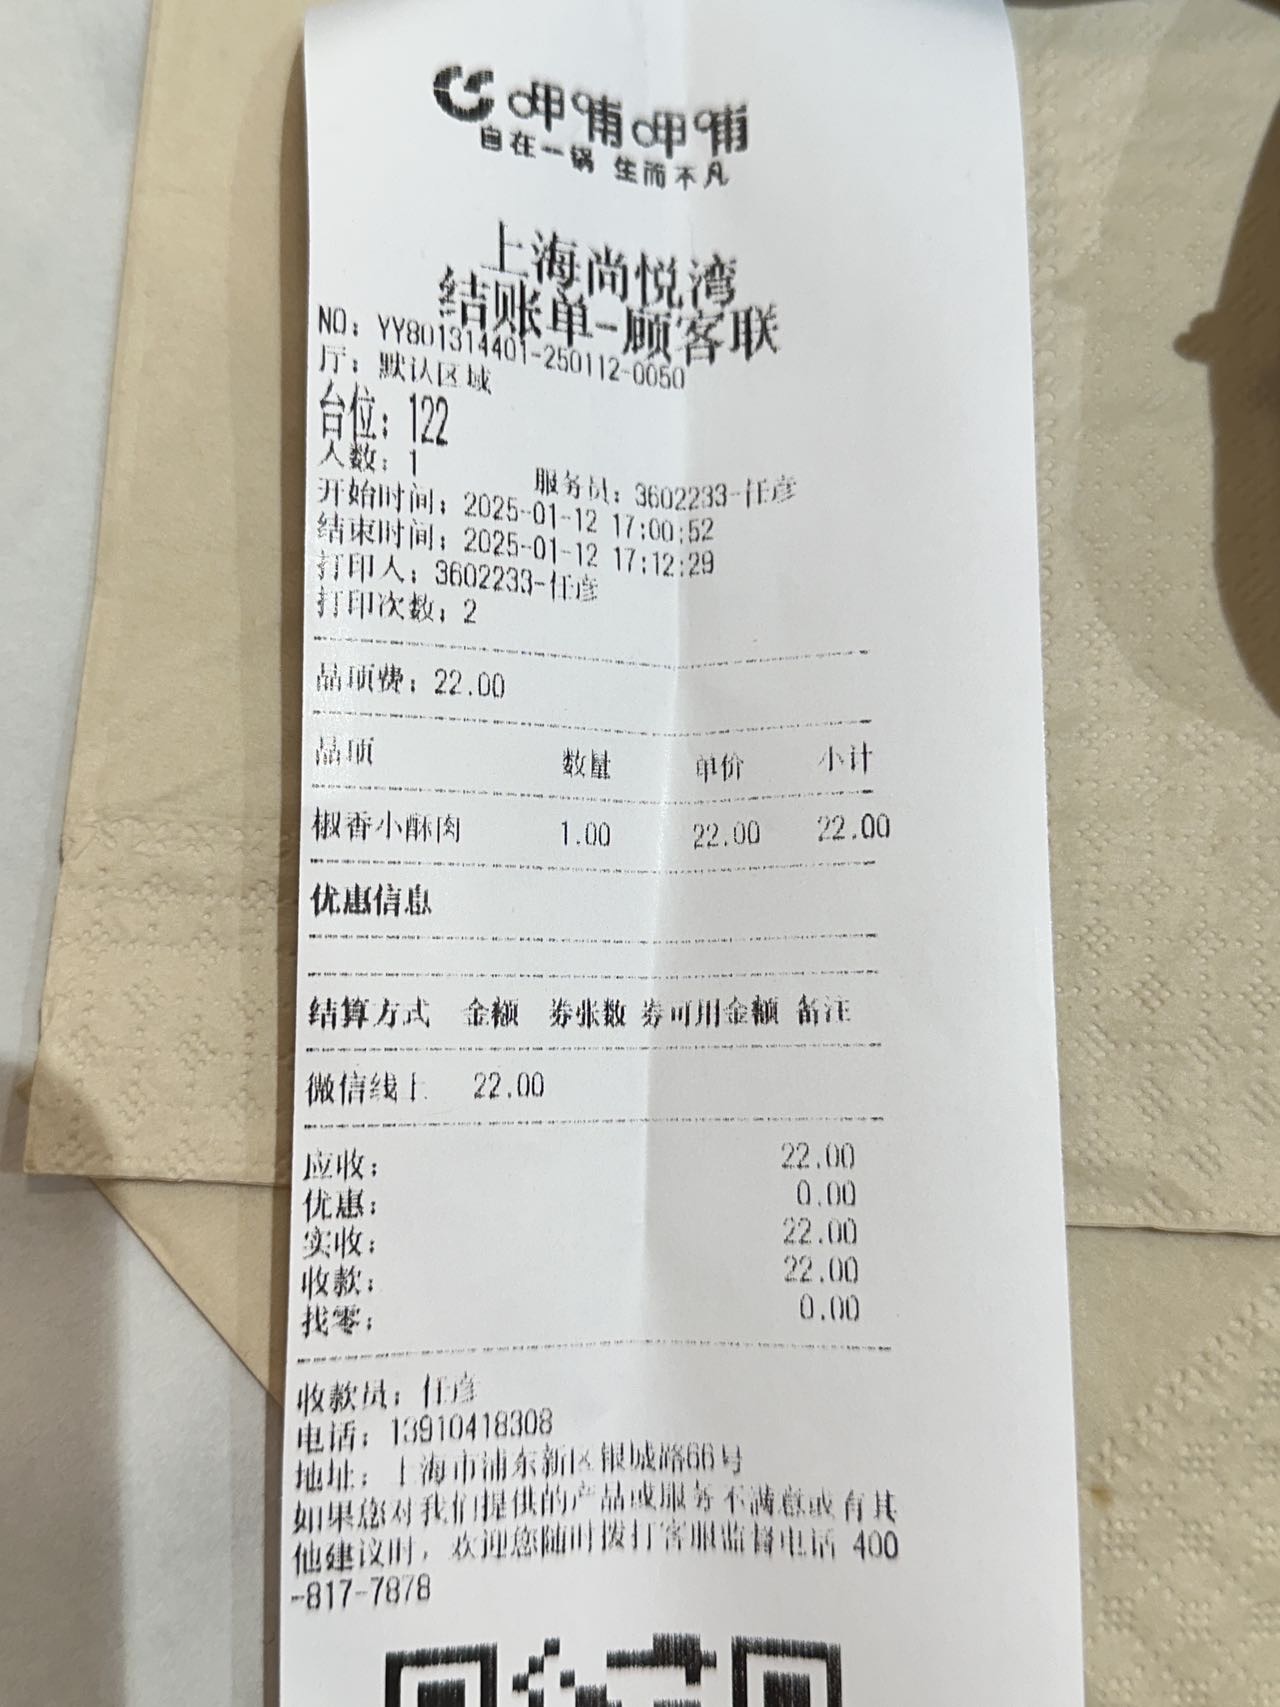 呷哺呷哺
自在一锅 生而不凡
上海尚悦湾
结账单-顾客联
NO: YY801314401-250112-0050
厅: 默认区域
台位: 122
人数: 1 服务员: 3602233-任彦
开始时间: 2025-01-12 17:00:52
结束时间: 2025-01-12 17:12:29
打印人: 3602233-任彦
打印次数: 2
品项费: 22.00
品项 数量 单价 小计
椒香小酥肉 1.00 22.00 22.00
优惠信息
结算方式 金额 券张数 券可用金额 备注
微信线上 22.00
应收: 22.00
优惠: 0.00
实收: 22.00
收款: 22.00
找零: 0.00
收款员: 任彦
电话: 13910418308
地址: 上海市浦东新区银城路66号
如果您对我们提供的产品或服务不满意或有其
他建议时, 欢迎您随时拨打客服监督电话 400
-817-7878